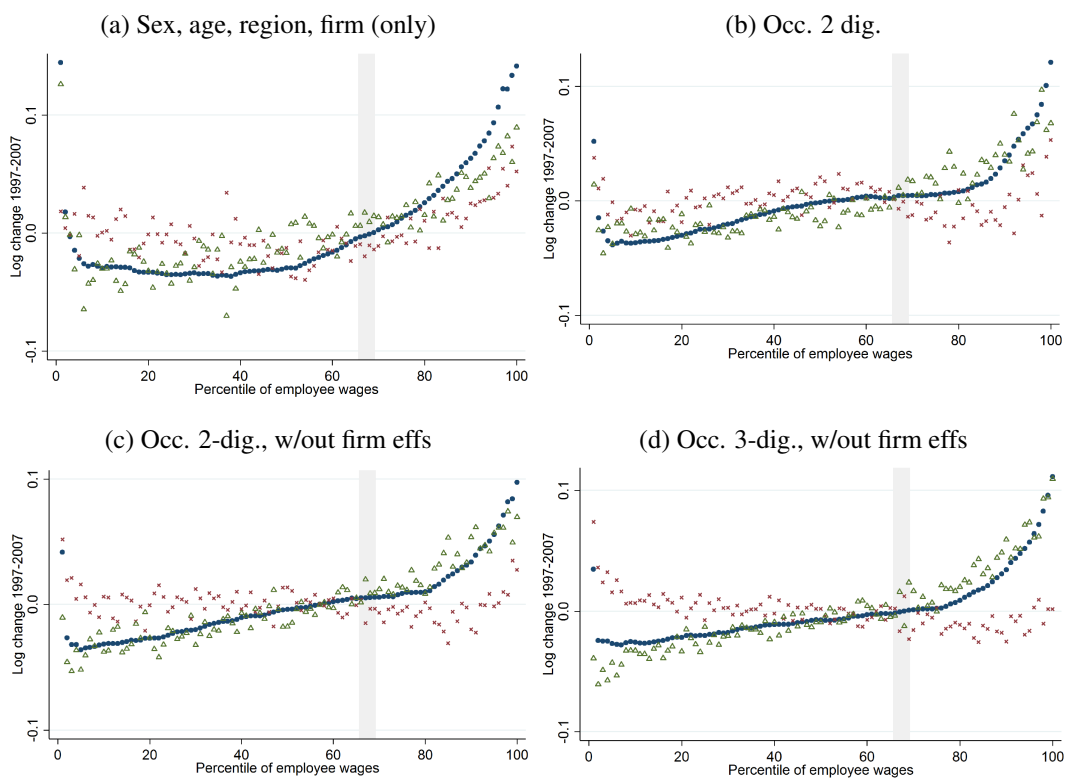 (a) Sex, age, region, firm (only)
Log change 1997-2007
0.1
0.0
-0.1
0 20 40 60 80 100
Percentile of employee wages
(b) Occ. 2 dig.
Log change 1997-2007
0.1
0.0
-0.1
0 20 40 60 80 100
Percentile of employee wages
(c) Occ. 2-dig., w/out firm effs
Log change 1997-2007
0.1
0.0
-0.1
0 20 40 60 80 100
Percentile of employee wages
(d) Occ. 3-dig., w/out firm effs
Log change 1997-2007
0.1
0.0
-0.1
0 20 40 60 80 100
Percentile of employee wages